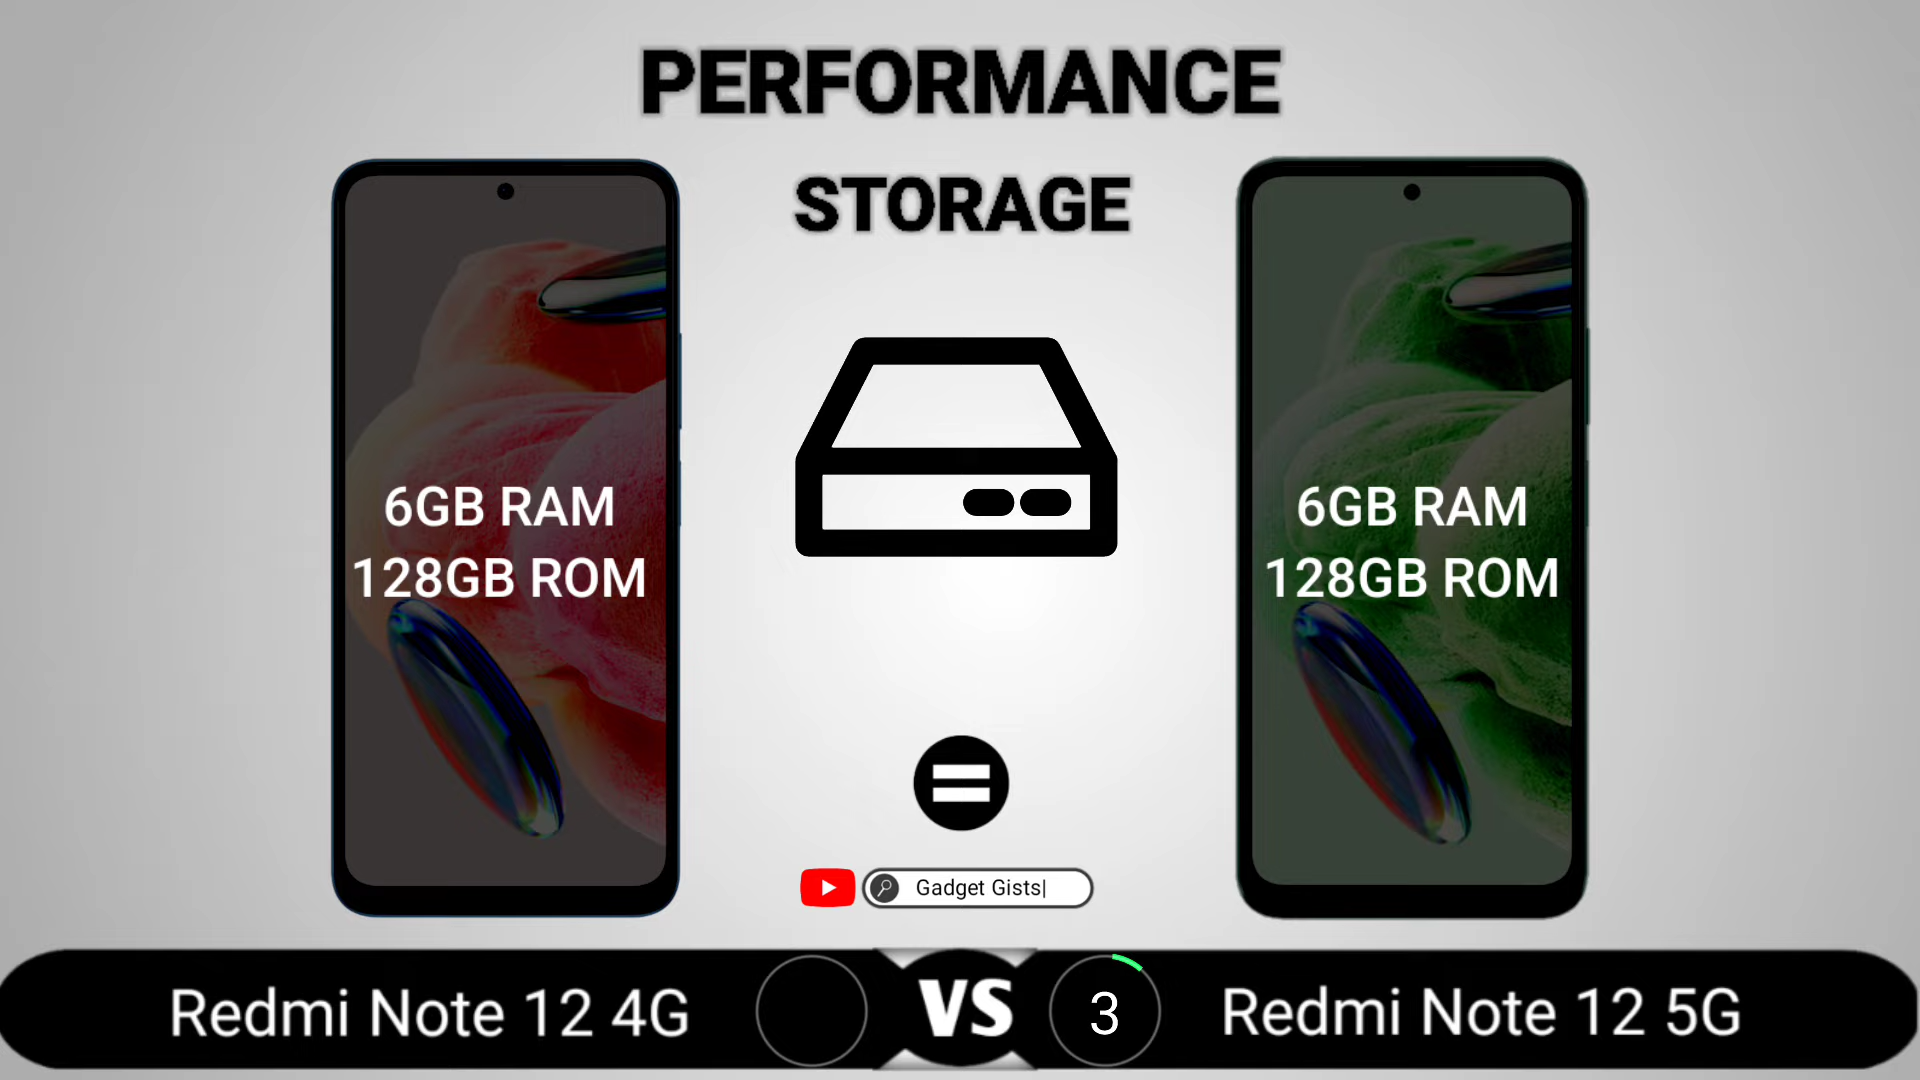 PERFORMANCE
STORAGE
6GB RAM
128GB ROM
6GB RAM
128GB ROM
Gadget Gists|
Redmi Note 12 4G
VS
3
Redmi Note 12 5G